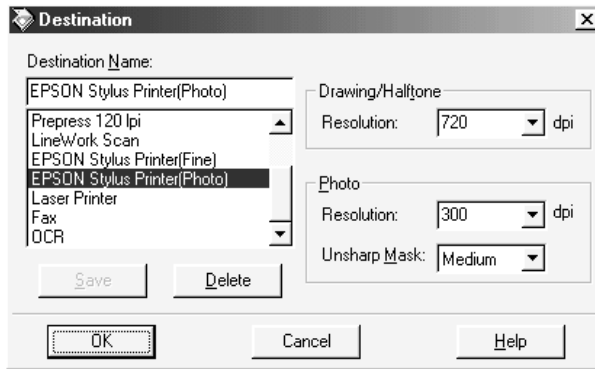 Destination
Destination Name:
EPSON Stylus Printer(Photo)
Prepress 120 lpi
LineWork Scan
EPSON Stylus Printer(Fine)
EPSON Stylus Printer(Photo)
Laser Printer
Fax
OCR
Save
Delete
Drawing/Halftone
Resolution: 720 dpi
Photo
Resolution: 300 dpi
Unsharp Mask: Medium
OK
Cancel
Help